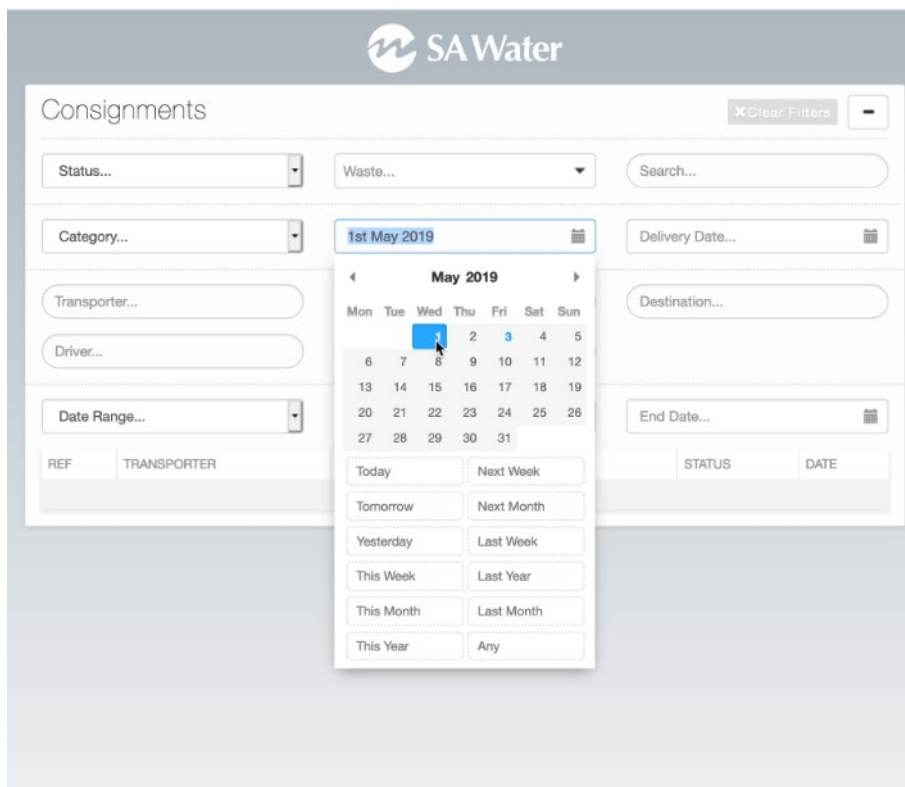 SA Water
Consignments
Clear Filters
Status...
Waste...
Search...
Category...
1st May 2019
Delivery Date...
Transporter...
Destination...
Driver...
Date Range...
End Date...
May 2019
Mon Tue Wed Thu Fri Sat Sun
1 2 3 4 5
6 7 8 9 10 11 12
13 14 15 16 17 18 19
20 21 22 23 24 25 26
27 28 29 30 31
Today Next Week
Tomorrow Next Month
Yesterday Last Week
This Week Last Year
This Month Last Month
This Year Any
REF TRANSPORTER STATUS DATE